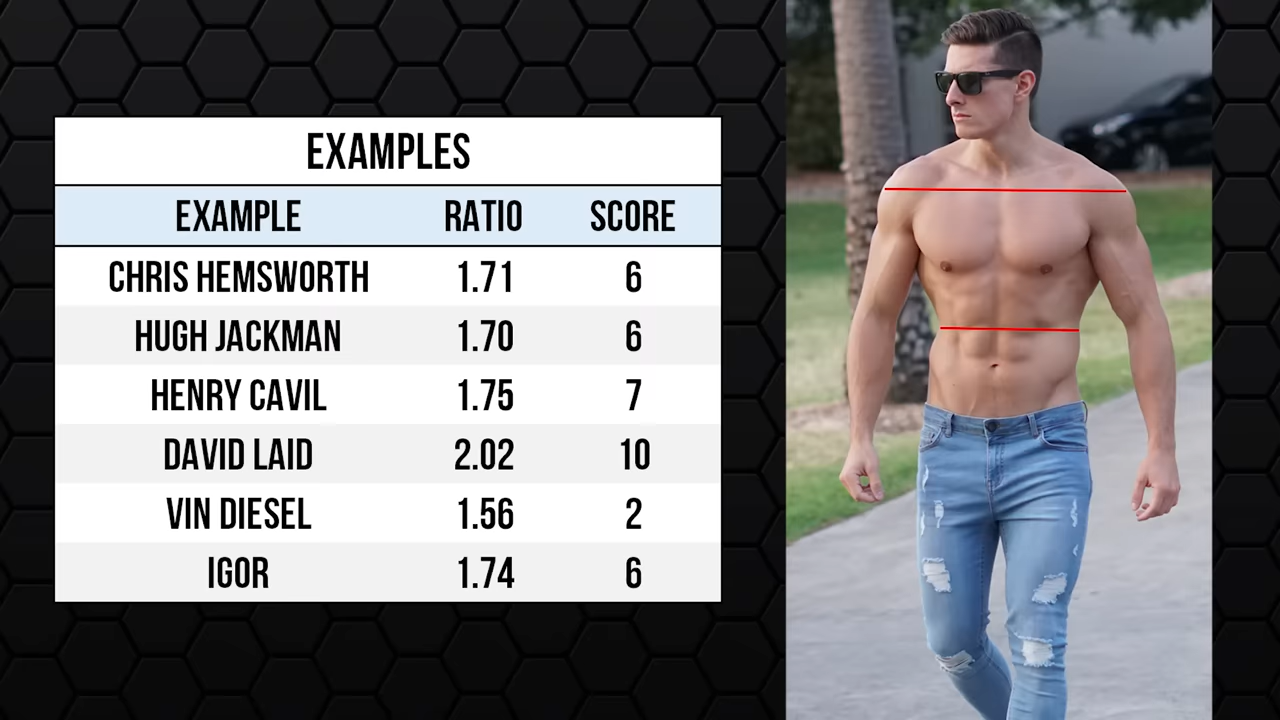 EXAMPLES
EXAMPLE RATIO SCORE
CHRIS HEMSWORTH 1.71 6
HUGH JACKMAN 1.70 6
HENRY CAVIL 1.75 7
DAVID LAID 2.02 10
VIN DIESEL 1.56 2
IGOR 1.74 6